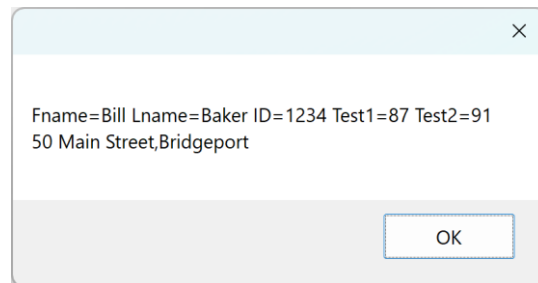 Fname=Bill Lname=Baker ID=1234 Test1=87 Test2=91
50 Main Street,Bridgeport
OK